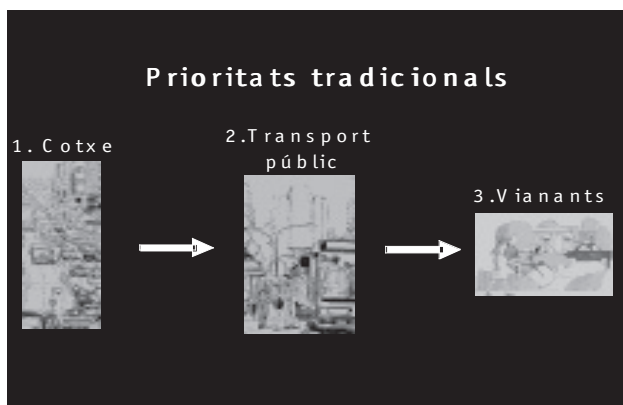 Prioritats tradicionals
1. Cotxe
2.Transport
públic
3.Vianants